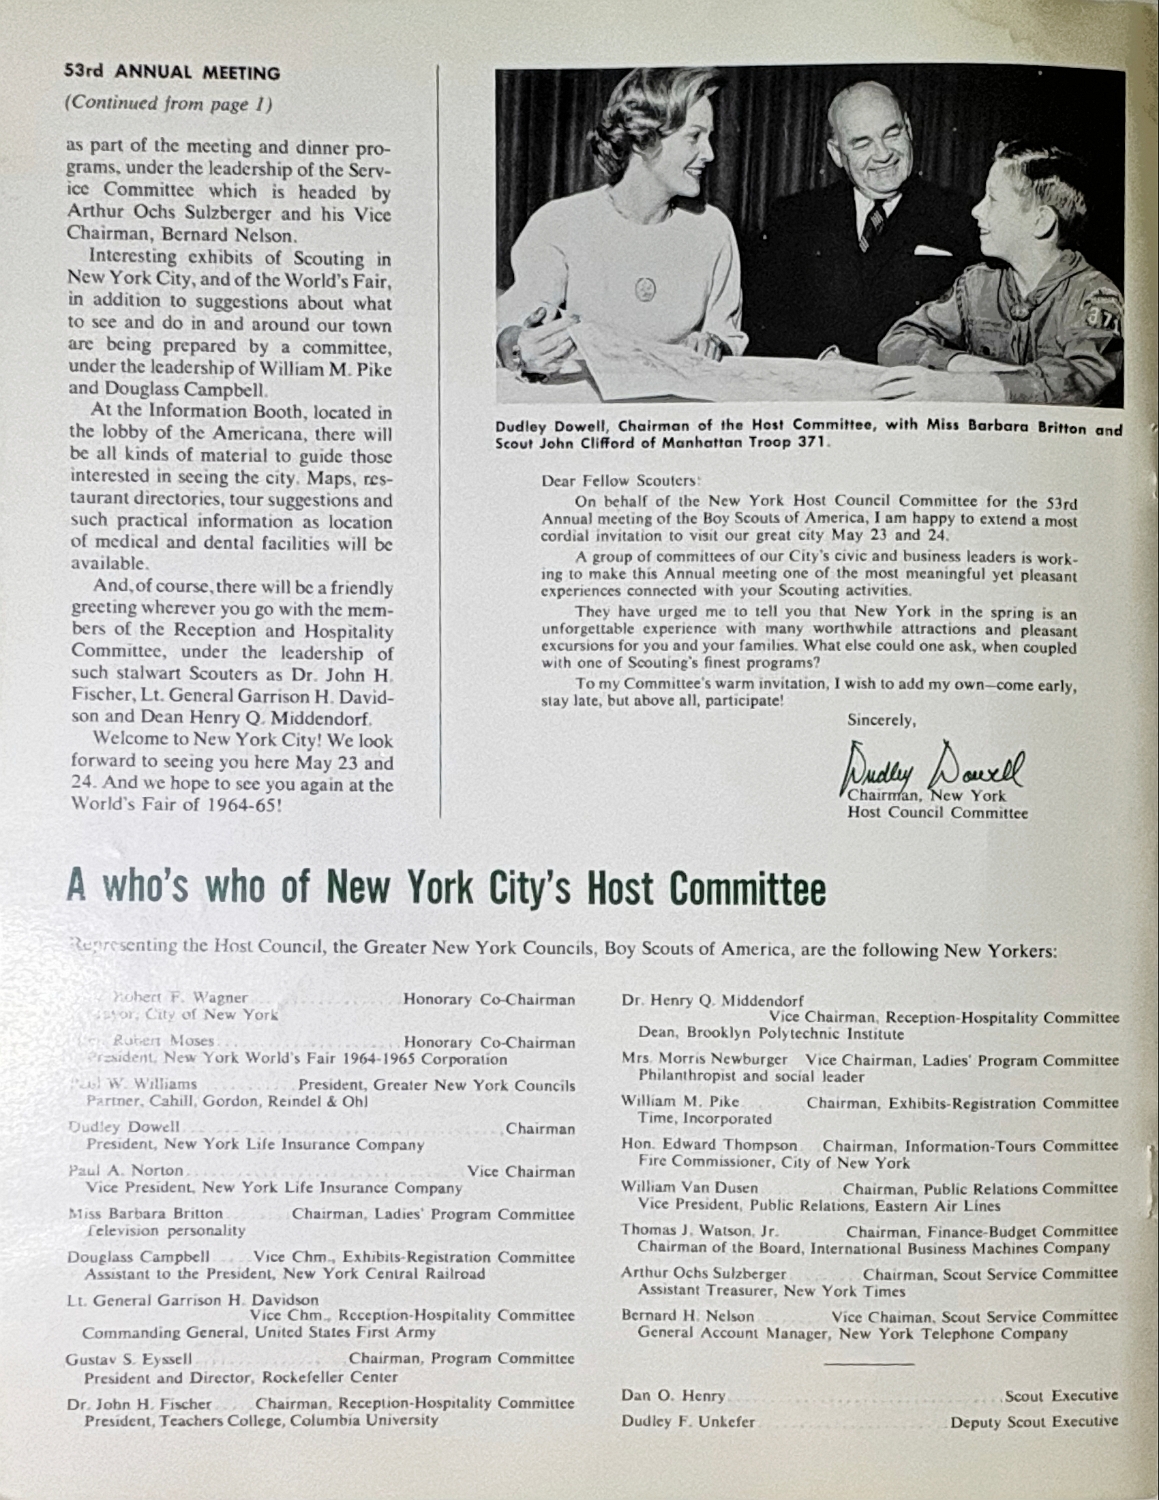 53rd ANNUAL MEETING
(Continued from page 1)
as part of the meeting and dinner pro-
grams, under the leadership of the Serv-
ice Committee which is headed by
Arthur Ochs Sulzberger and his Vice
Chairman, Bernard Nelson.
Interesting exhibits of Scouting in
New York City, and of the World's Fair,
in addition to suggestions about what
to see and do in and around our town
are being prepared by a committee,
under the leadership of William M. Pike
and Douglass Campbell.
At the Information Booth, located in
the lobby of the Americana, there will
be all kinds of material to guide those
interested in seeing the city. Maps, res-
taurant directories, tour suggestions and
such practical information as location
of medical and dental facilities will be
available.
And, of course, there will be a friendly
greeting wherever you go with the mem-
bers of the Reception and Hospitality
Committee, under the leadership of
such stalwart Scouters as Dr. John H.
Fischer, Lt. General Garrison H. David-
son and Dean Henry Q. Middendorf.
Welcome to New York City! We look
forward to seeing you here May 23 and
24. And we hope to see you again at the
World's Fair of 1964-65!
371
Dudley Dowell, Chairman of the Host Committee, with Miss Barbara Britton and
Scout John Clifford of Manhattan Troop 371.
Dear Fellow Scouters:
On behalf of the New York Host Council Committee for the 53rd
Annual meeting of the Boy Scouts of America, I am happy to extend a most
cordial invitation to visit our great city May 23 and 24.
A group of committees of our City's civic and business leaders is work-
ing to make this Annual meeting one of the most meaningful yet pleasant
experiences connected with your Scouting activities.
They have urged me to tell you that New York in the spring is an
unforgettable experience with many worthwhile attractions and pleasant
excursions for you and your families. What else could one ask, when coupled
with one of Scouting's finest programs?
To my Committee's warm invitation, I wish to add my own—come early,
stay late, but above all, participate!
Sincerely,
Dudley Dowell
Chairman, New York
Host Council Committee
A who's who of New York City's Host Committee
Representing the Host Council, the Greater New York Councils, Boy Scouts of America, are the following New Yorkers:
Robert F. Wagner Honorary Co-Chairman
Mayor, City of New York
Robert Moses Honorary Co-Chairman
President, New York World's Fair 1964-1965 Corporation
Paul W. Williams President, Greater New York Councils
Partner, Cahill, Gordon, Reindel & Ohl
Dudley Dowell Chairman
President, New York Life Insurance Company
Paul A. Norton Vice Chairman
Vice President, New York Life Insurance Company
Miss Barbara Britton Chairman, Ladies' Program Committee
Television personality
Douglass Campbell Vice Chm., Exhibits-Registration Committee
Assistant to the President, New York Central Railroad
Lt. General Garrison H. Davidson
Vice Chm., Reception-Hospitality Committee
Commanding General, United States First Army
Gustav S. Eyssell Chairman, Program Committee
President and Director, Rockefeller Center
Dr. John H. Fischer Chairman, Reception-Hospitality Committee
President, Teachers College, Columbia University
Dr. Henry Q. Middendorf
Vice Chairman, Reception-Hospitality Committee
Dean, Brooklyn Polytechnic Institute
Mrs. Morris Newburger Vice Chairman, Ladies' Program Committee
Philanthropist and social leader
William M. Pike Chairman, Exhibits-Registration Committee
Time, Incorporated
Hon. Edward Thompson Chairman, Information-Tours Committee
Fire Commissioner, City of New York
William Van Dusen Chairman, Public Relations Committee
Vice President, Public Relations, Eastern Air Lines
Thomas J. Watson, Jr. Chairman, Finance-Budget Committee
Chairman of the Board, International Business Machines Company
Arthur Ochs Sulzberger Chairman, Scout Service Committee
Assistant Treasurer, New York Times
Bernard H. Nelson Vice Chaiman, Scout Service Committee
General Account Manager, New York Telephone Company
Dan O. Henry Scout Executive
Dudley F. Unkefer Deputy Scout Executive